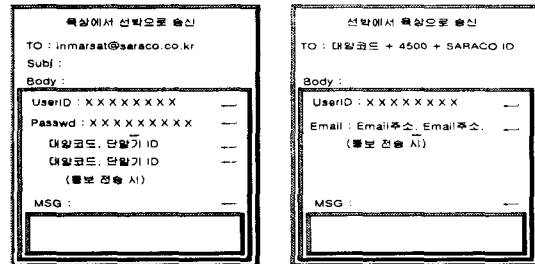 육상에서 선박으로 송신
TO : inmarsat@saraco.co.kr
Subj :
Body :
UserID : X X X X X X X X
Passwd : X X X X X X X X X
대양코드, 단말기 ID
대양코드, 단말기 ID
(동보 전송 시)
MSG :
선박에서 육상으로 송신
TO : 대양코드 + 4500 + SARACO ID
Body :
UserID : X X X X X X X X
Email : Email주소, Email주소,
(동보 전송 시)
MSG :